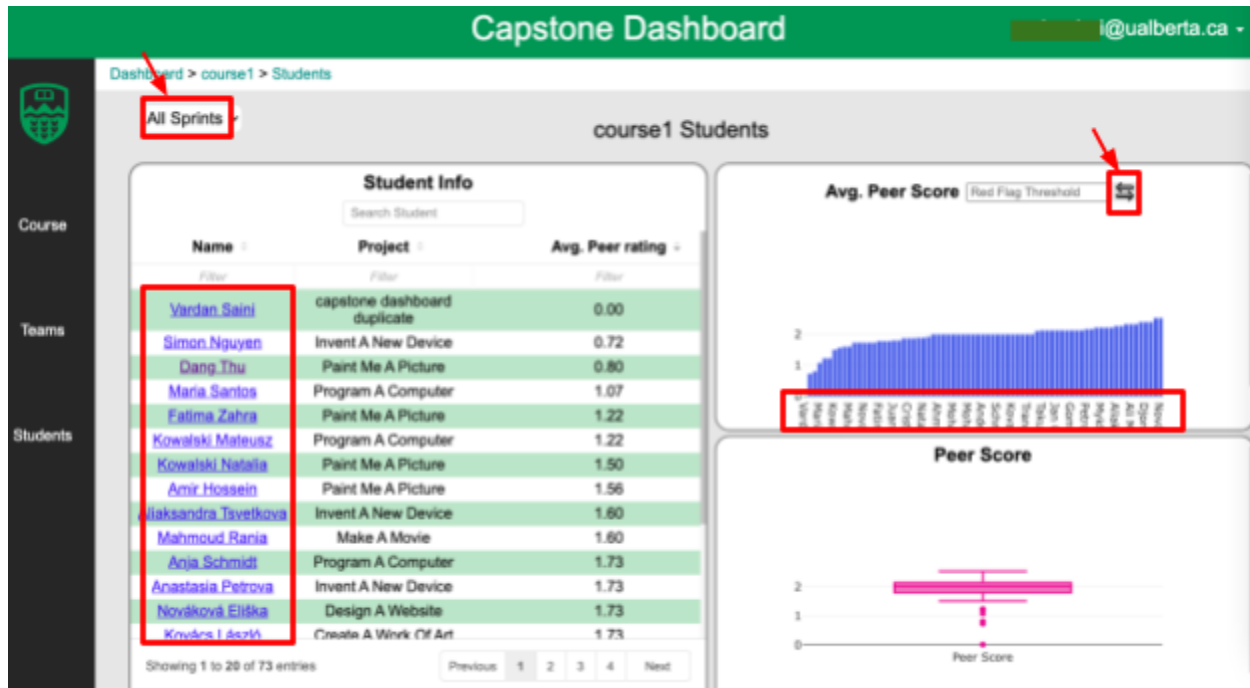 Capstone Dashboard
i@ualberta.ca
Dashboard > course1 > Students
All Sprints
course1 Students
Course
Teams
Students
Student Info
Search Student
Name Project Avg. Peer rating
Filter Filter Filter
Vardan Saini capstone dashboard duplicate 0.00
Simon Nguyen Invent A New Device 0.72
Dang Thu Paint Me A Picture 0.80
Maria Santos Program A Computer 1.07
Fatima Zahra Paint Me A Picture 1.22
Kowalski Mateusz Program A Computer 1.22
Kowalski Natalia Paint Me A Picture 1.50
Amir Hossein Paint Me A Picture 1.56
Aliaksandra Tsvetkova Invent A New Device 1.60
Mahmoud Rania Make A Movie 1.60
Anja Schmidt Program A Computer 1.73
Anastasia Petrova Invent A New Device 1.73
Nováková Eliška Design A Website 1.73
Kovács László Create A Work Of Art 1.73
Showing 1 to 20 of 73 entries
Previous 1 2 3 4 Next
Avg. Peer Score Red Flag Threshold
2
1
0
Peer Score
2
1
0
Peer Score